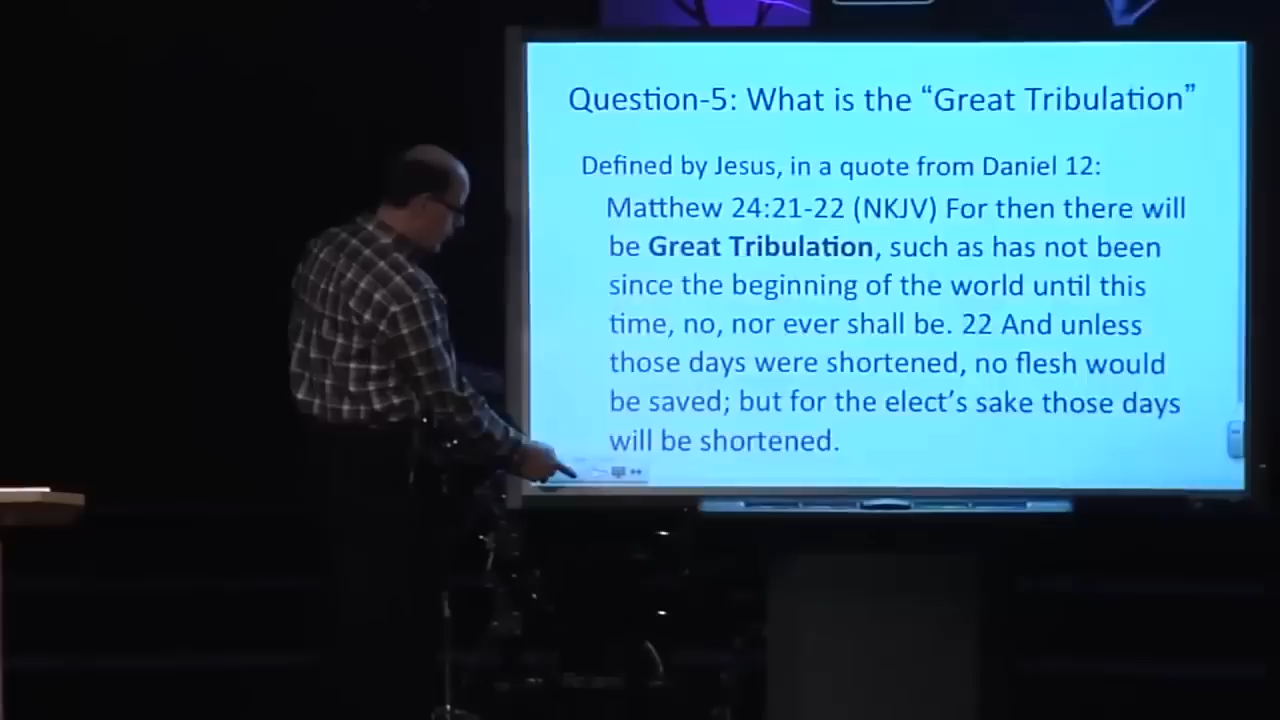 Question-5: What is the “Great Tribulation”
Defined by Jesus, in a quote from Daniel 12:
Matthew 24:21-22 (NKJV) For then there will
be Great Tribulation, such as has not been
since the beginning of the world until this
time, no, nor ever shall be. 22 And unless
those days were shortened, no flesh would
be saved; but for the elect’s sake those days
will be shortened.